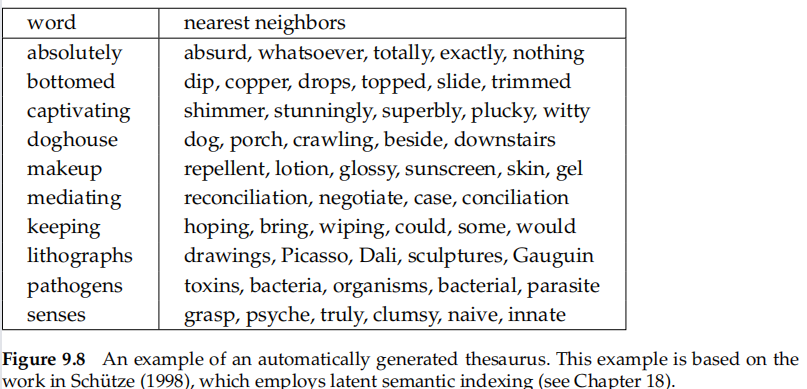 word nearest neighbors
absolutely absurd, whatsoever, totally, exactly, nothing
bottomed dip, copper, drops, topped, slide, trimmed
captivating shimmer, stunningly, superbly, plucky, witty
doghouse dog, porch, crawling, beside, downstairs
makeup repellent, lotion, glossy, sunscreen, skin, gel
mediating reconciliation, negotiate, case, conciliation
keeping hoping, bring, wiping, could, some, would
lithographs drawings, Picasso, Dali, sculptures, Gauguin
pathogens toxins, bacteria, organisms, bacterial, parasite
senses grasp, psyche, truly, clumsy, naive, innate
Figure 9.8 An example of an automatically generated thesaurus. This example is based on the
work in Schütze (1998), which employs latent semantic indexing (see Chapter 18).